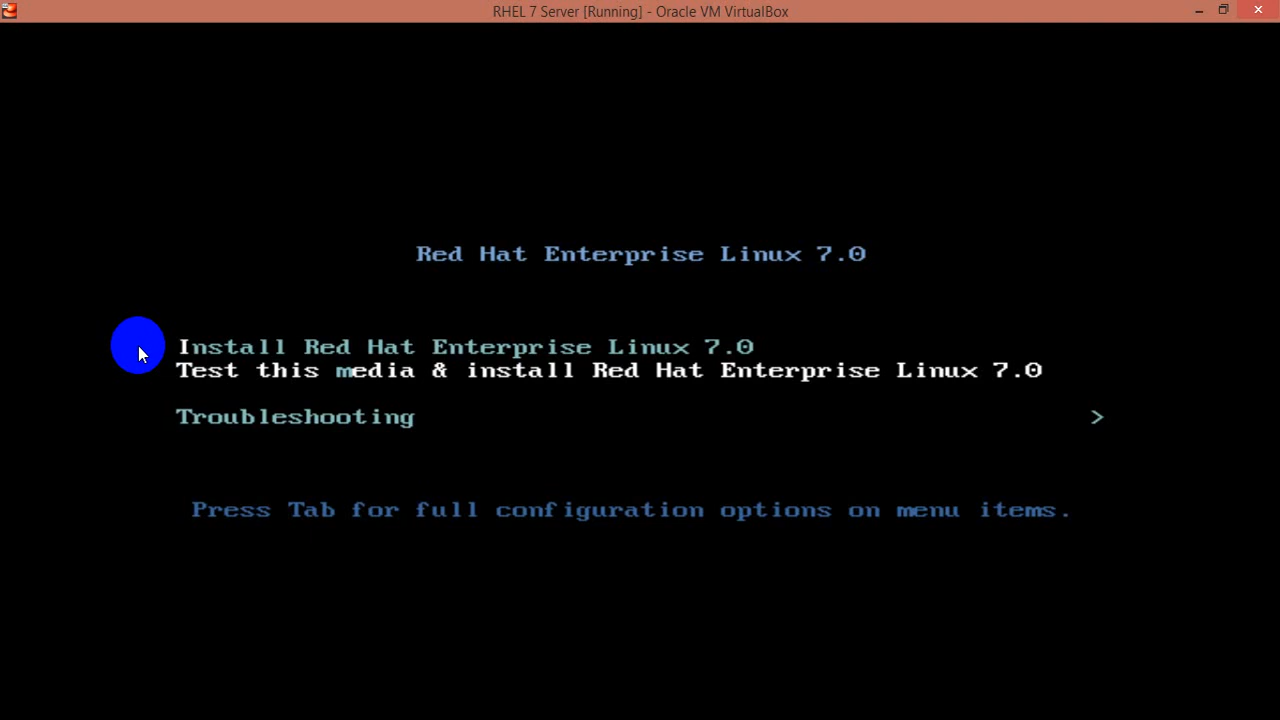 RHEL 7 Server [Running] - Oracle VM VirtualBox
Red Hat Enterprise Linux 7.0
Install Red Hat Enterprise Linux 7.0
Test this media & install Red Hat Enterprise Linux 7.0
Troubleshooting >
Press Tab for full configuration options on menu items.